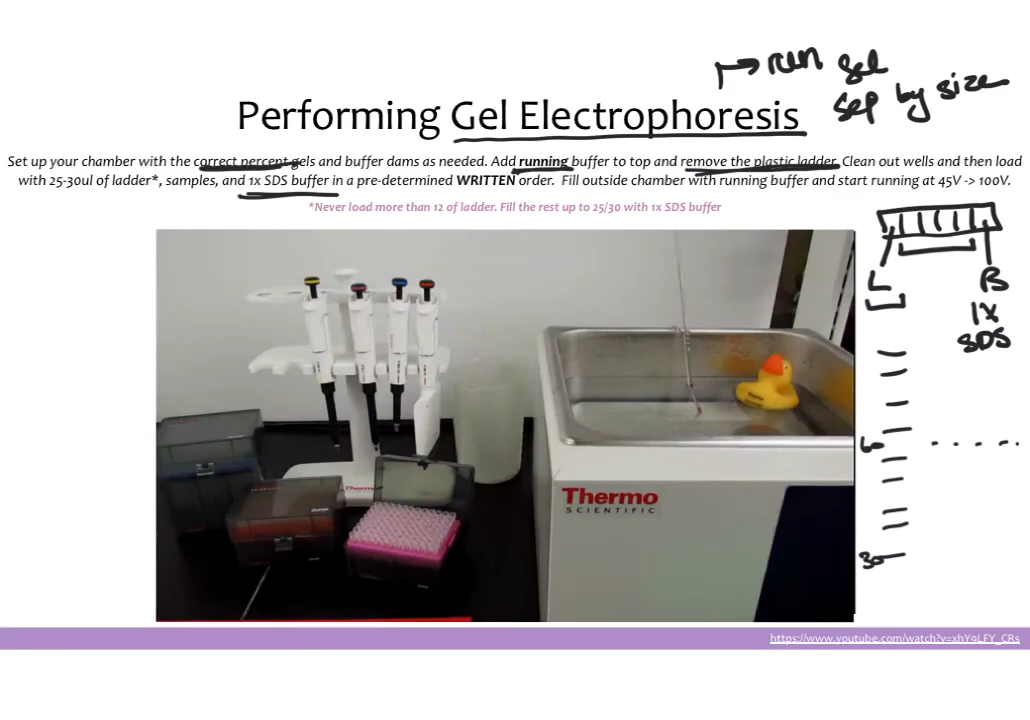 → run gel
sep by size
Performing Gel Electrophoresis
Set up your chamber with the correct percent gels and buffer dams as needed. Add running buffer to top and remove the plastic ladder. Clean out wells and then load
with 25-30ul of ladder*, samples, and 1x SDS buffer in a pre-determined WRITTEN order. Fill outside chamber with running buffer and start running at 45V -> 100V.
*Never load more than 12 of ladder. Fill the rest up to 25/30 with 1x SDS buffer
L
B
1X
SDS
60
30
Thermo
SCIENTIFIC
https://www.youtube.com/watch?v=xhY9LFY_CRs